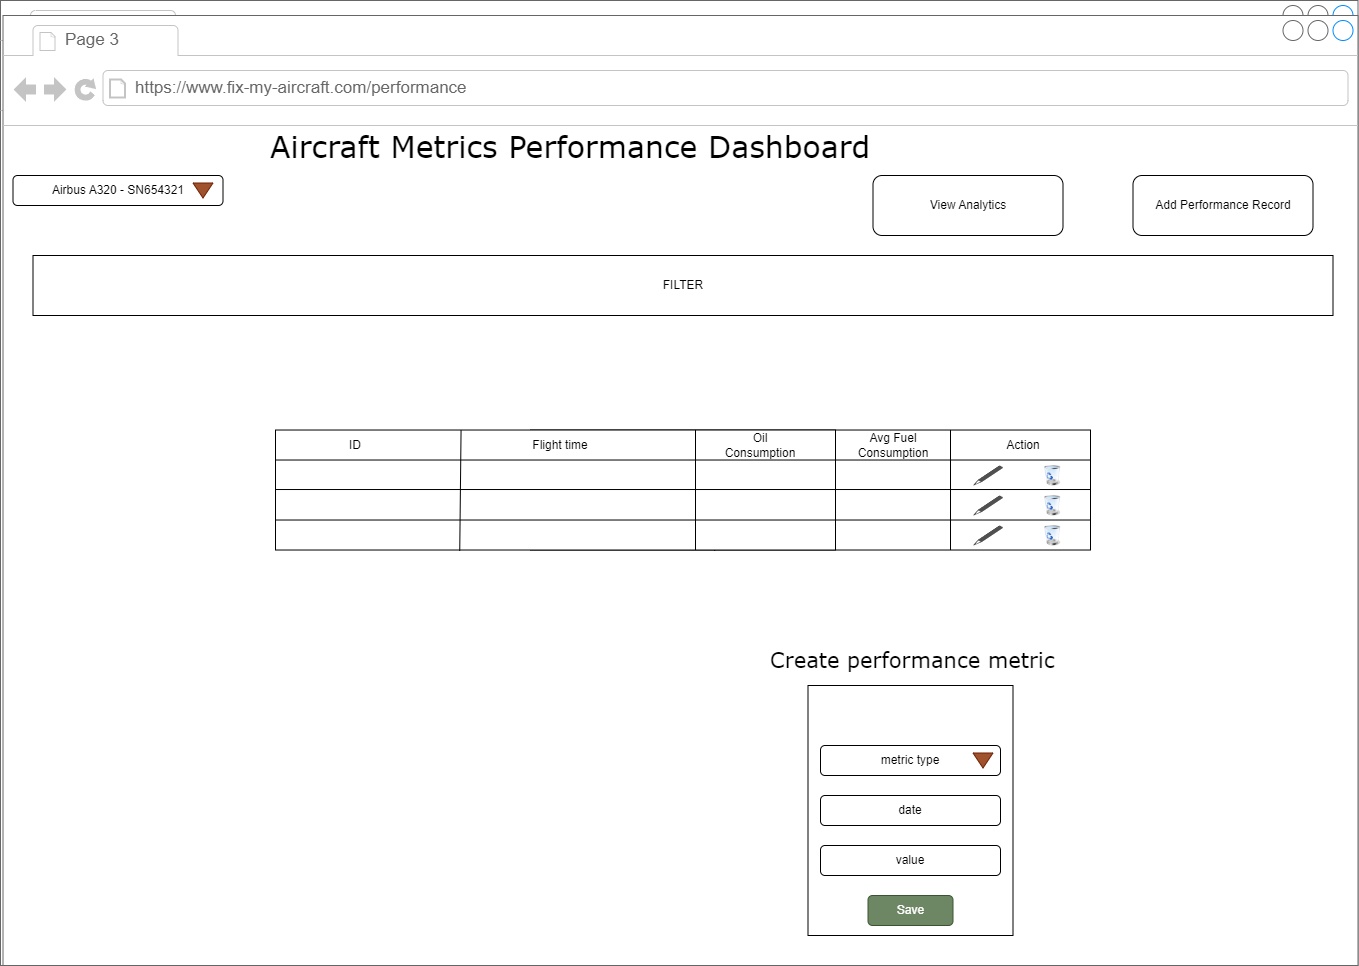 Page 3
https://www.fix-my-aircraft.com/performance
Aircraft Metrics Performance Dashboard
Airbus A320 - SN654321
View Analytics
Add Performance Record
FILTER
ID
Flight time
Oil
Consumption
Avg Fuel
Consumption
Action
Create performance metric
metric type
date
value
Save